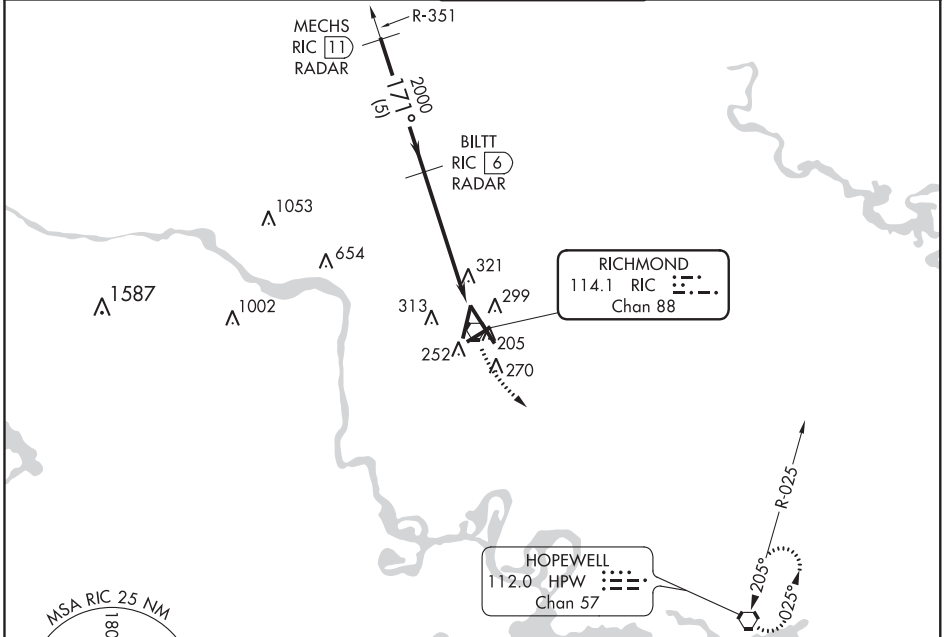 R-351
MECHS
RIC 11
RADAR
2000
171°
(5)
BILTT
RIC 6
RADAR
1053
654
1587
1002
321
313
299
205
252
270
RICHMOND
114.1 RIC
Chan 88
R-025
HOPEWELL
112.0 HPW
Chan 57
205°
025°
MSA RIC 25 NM
180